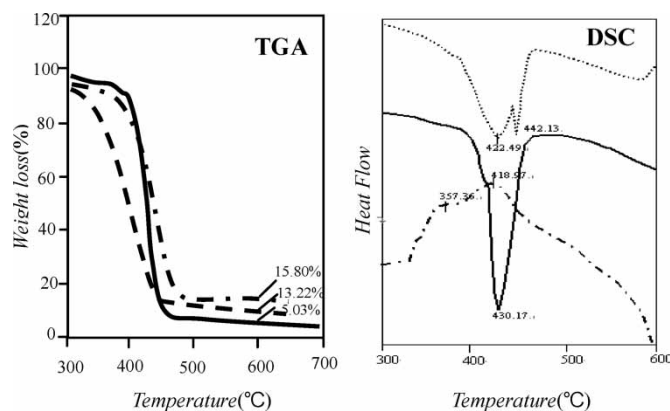 TGA
Weight loss(%)
120
100
80
60
40
20
0
15.80%
13.22%
5.03%
300 400 500 600 700
Temperature(℃)
DSC
Heat Flow
442.13
422.49
418.97
357.36
430.17
300 400 500 600
Temperature(℃)